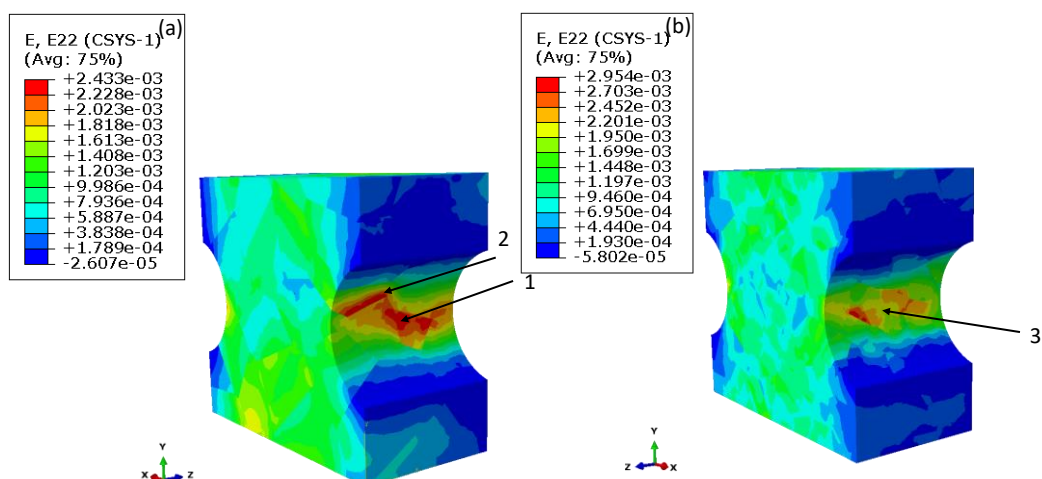 (a)
E, E22 (CSYS-1)
(Avg: 75%)
+2.433e-03
+2.228e-03
+2.023e-03
+1.818e-03
+1.613e-03
+1.408e-03
+1.203e-03
+9.986e-04
+7.936e-04
+5.887e-04
+3.838e-04
+1.789e-04
-2.607e-05
2
1
Y
X
Z
(b)
E, E22 (CSYS-1)
(Avg: 75%)
+2.954e-03
+2.703e-03
+2.452e-03
+2.201e-03
+1.950e-03
+1.699e-03
+1.448e-03
+1.197e-03
+9.460e-04
+6.950e-04
+4.440e-04
+1.930e-04
-5.802e-05
3
Y
Z
X